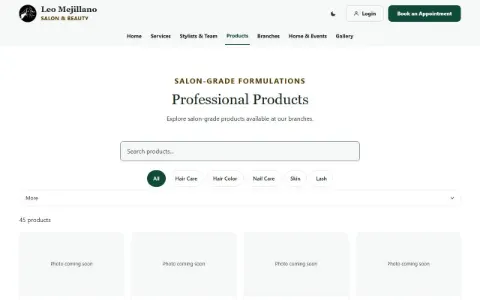 Leo Mejillano
SALON & BEAUTY
Login
Book an Appointment
Home
Services
Stylists & Team
Products
Branches
Home & Events
Gallery
SALON-GRADE FORMULATIONS
Professional Products
Explore salon-grade products available at our branches.
Search products...
All
Hair Care
Hair Color
Nail Care
Skin
Lash
More
45 products
Photo coming soon
Photo coming soon
Photo coming soon
Photo coming soon